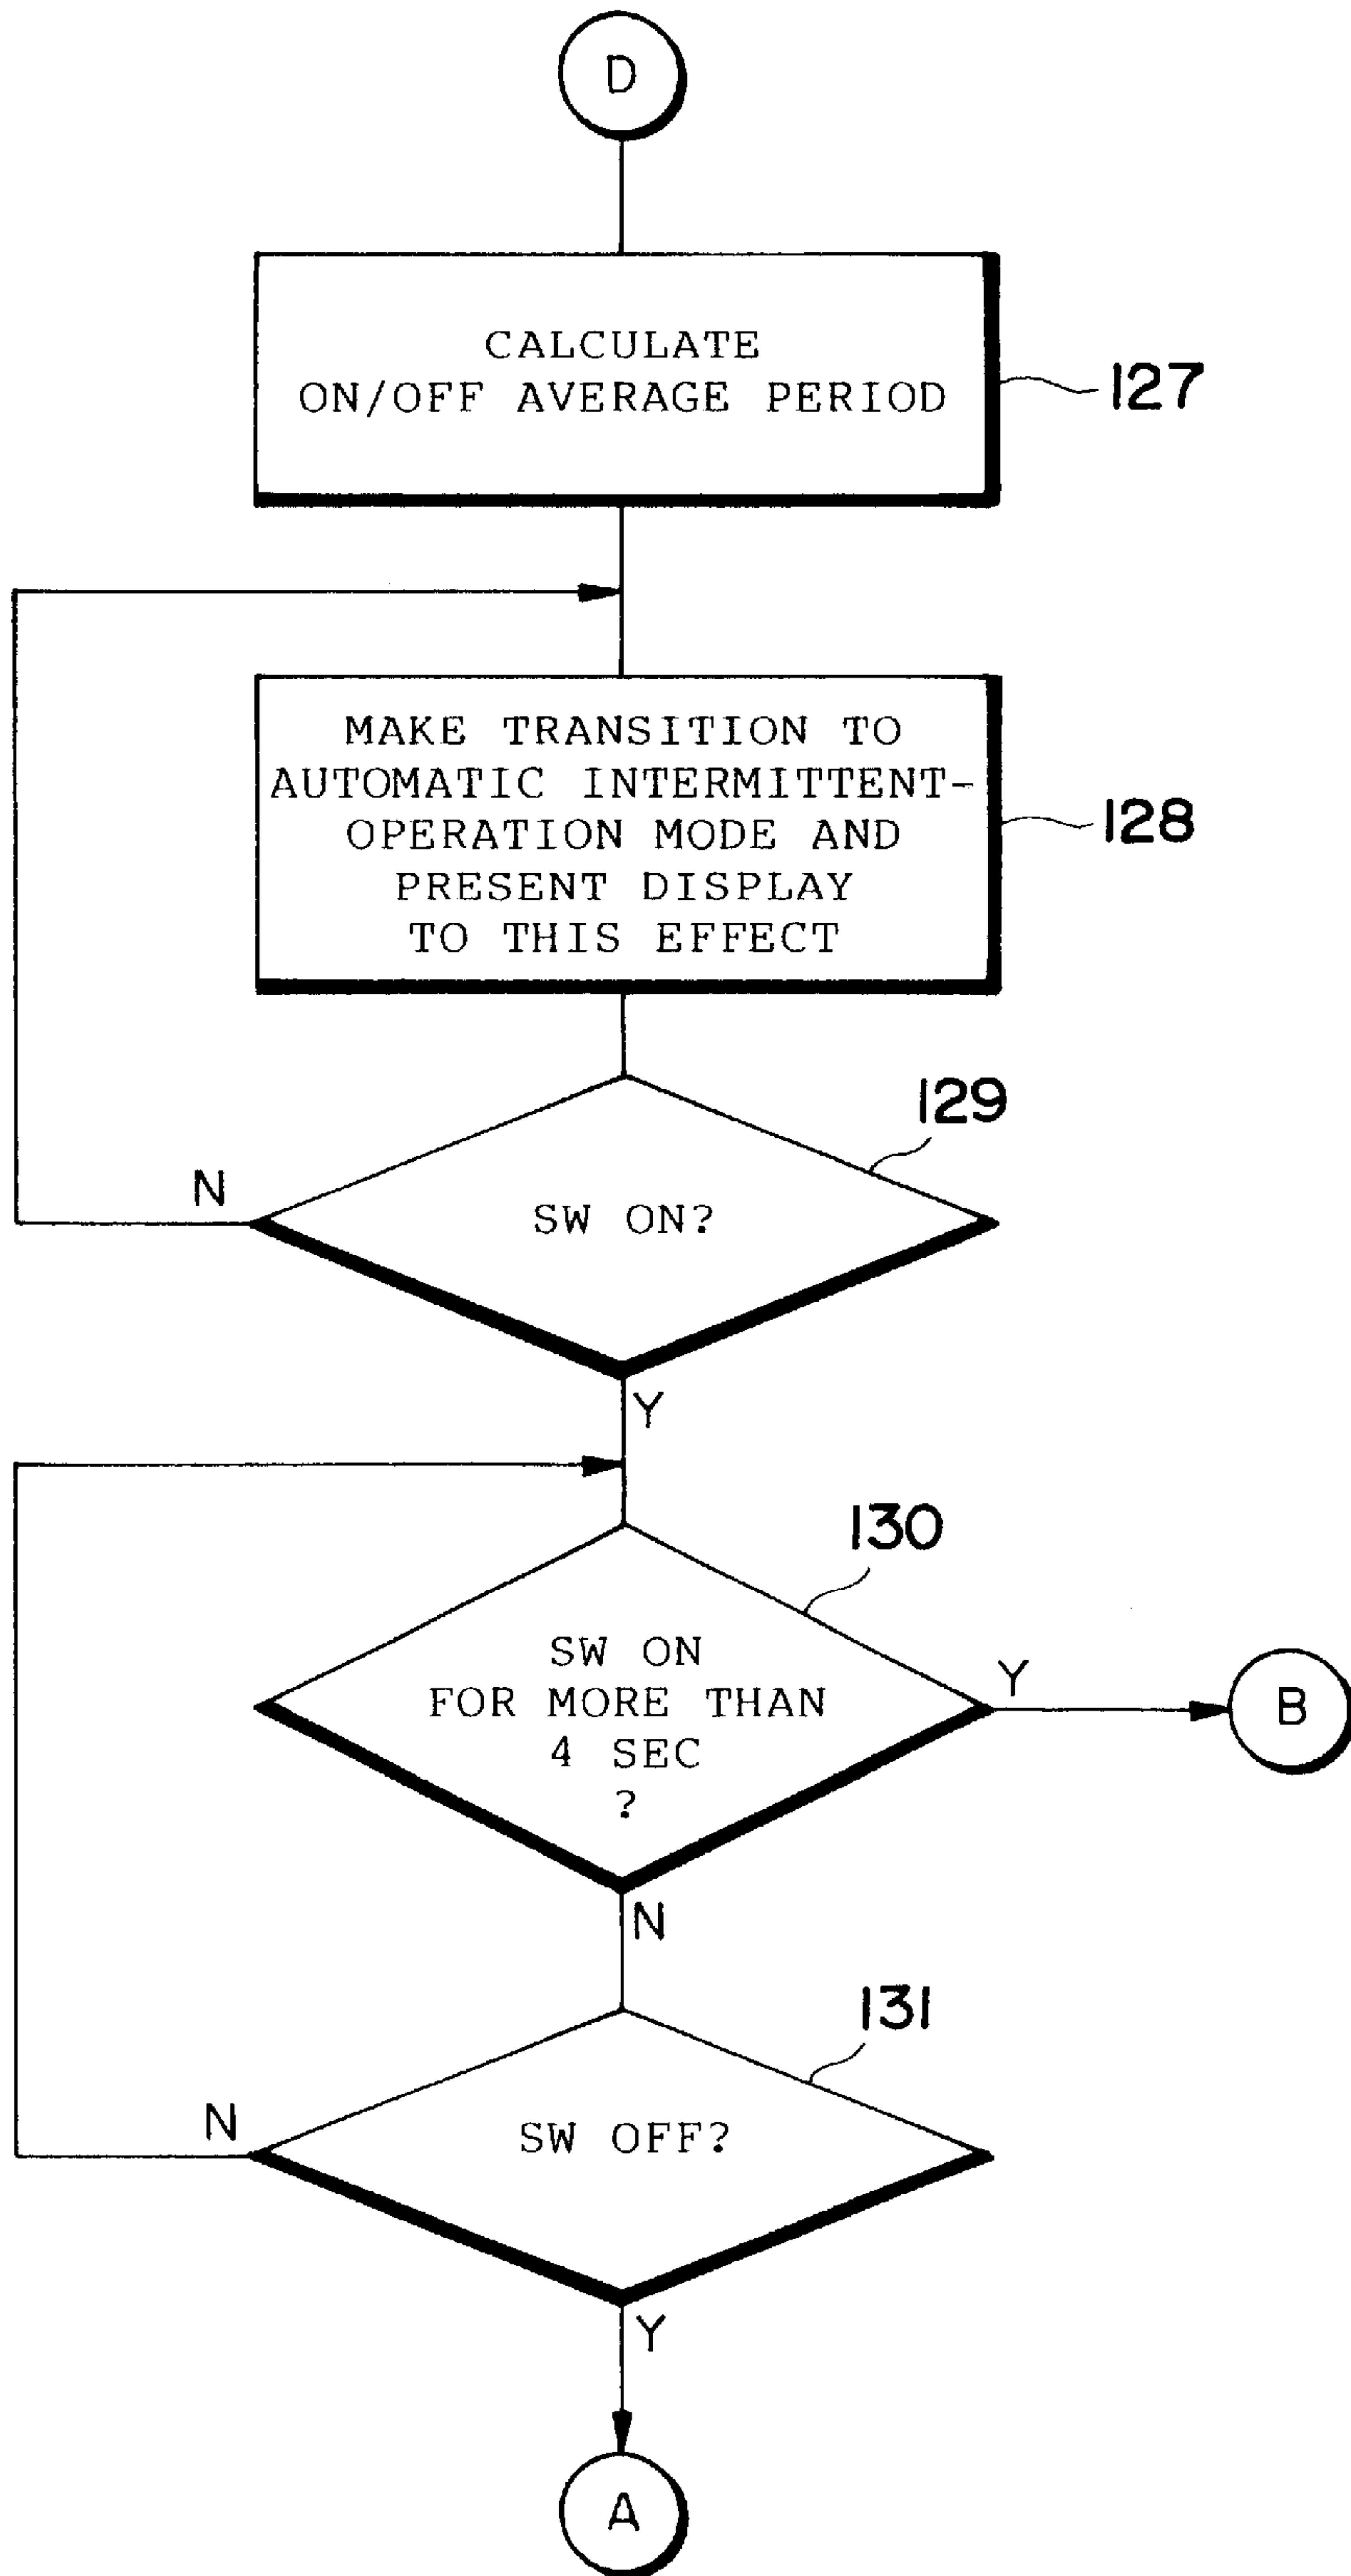 D
CALCULATE
ON/OFF AVERAGE PERIOD
127
MAKE TRANSITION TO
AUTOMATIC INTERMITTENT-
OPERATION MODE AND
PRESENT DISPLAY
TO THIS EFFECT
128
129
N
SW ON?
Y
130
SW ON
FOR MORE THAN
4 SEC
?
Y
B
N
131
N
SW OFF?
Y
A